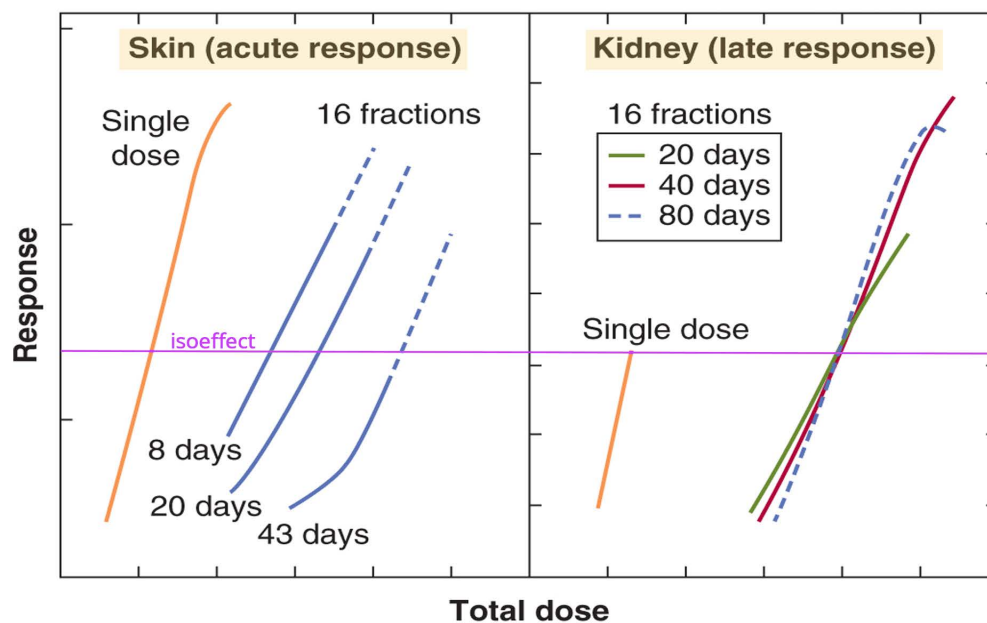 Skin (acute response)
Single
dose
16 fractions
isoeffect
8 days
20 days
43 days
Kidney (late response)
16 fractions
20 days
40 days
80 days
Single dose
Response
Total dose